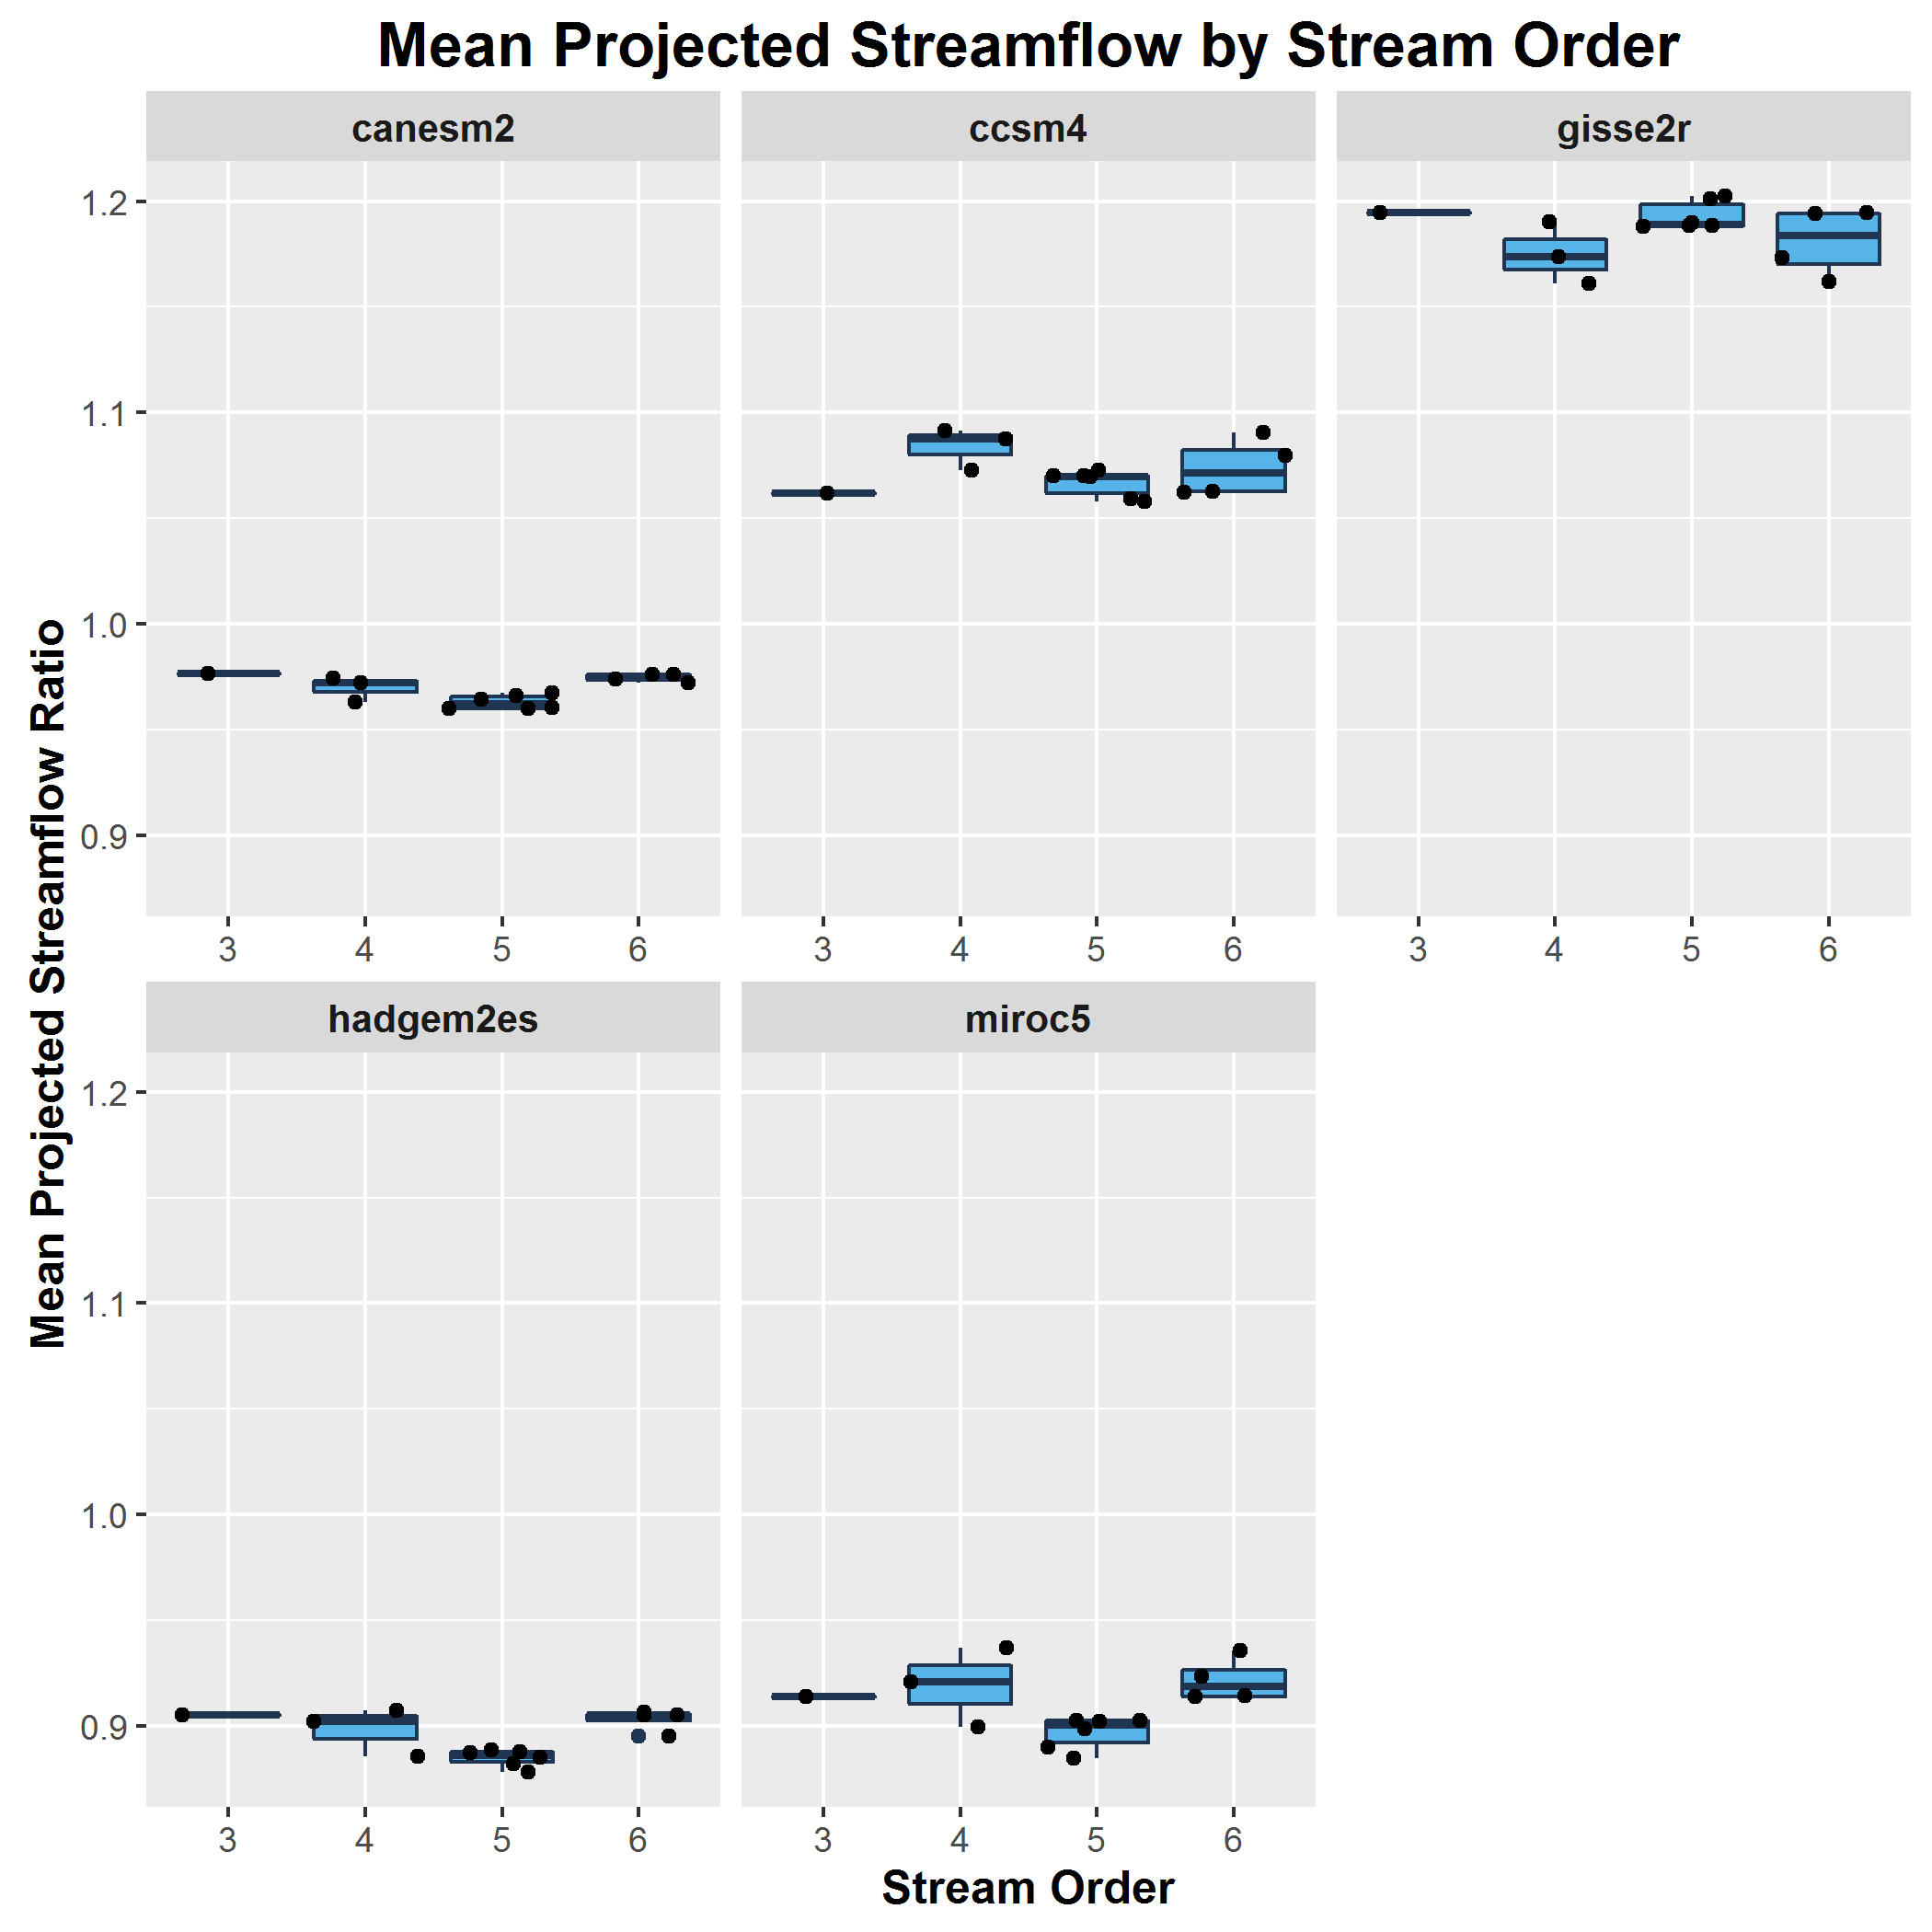 Mean Projected Streamflow by Stream Order
canesm2 ccsm4 gisse2r
1.2
1.1
1.0
0.9
3 4 5 6 3 4 5 6 3 4 5 6
Mean Projected Streamflow Ratio
hadgem2es miroc5
1.2
1.1
1.0
0.9
3 4 5 6 3 4 5 6
Stream Order